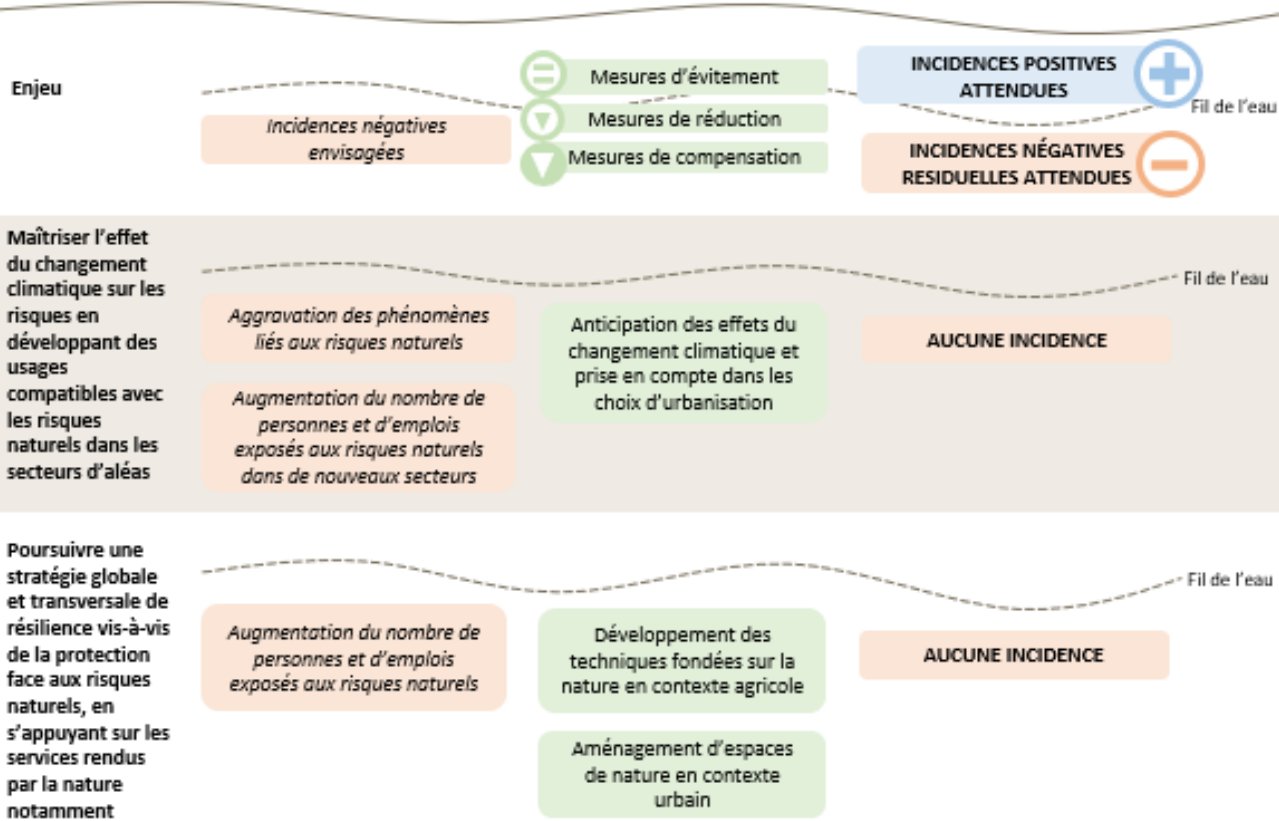 Enjeu
Incidences négatives
envisagées
Mesures d'évitement
Mesures de réduction
Mesures de compensation
INCIDENCES POSITIVES
ATTENDUES
Fil de l'eau
INCIDENCES NÉGATIVES
RESIDUELLES ATTENDUES
Maîtriser l'effet
du changement
climatique sur les
risques en
développant des
usages
compatibles avec
les risques
naturels dans les
secteurs d'aléas
Fil de l'eau
Aggravation des phénomènes
liés aux risques naturels
Augmentation du nombre de
personnes et d'emplois
exposés aux risques naturels
dans de nouveaux secteurs
Anticipation des effets du
changement climatique et
prise en compte dans les
choix d'urbanisation
AUCUNE INCIDENCE
Poursuivre une
stratégie globale
et transversale de
résilience vis-à-vis
de la protection
face aux risques
naturels, en
s'appuyant sur les
services rendus
par la nature
notamment
Fil de l'eau
Augmentation du nombre de
personnes et d'emplois
exposés aux risques naturels
Développement des
techniques fondées sur la
nature en contexte agricole
Aménagement d'espaces
de nature en contexte
urbain
AUCUNE INCIDENCE